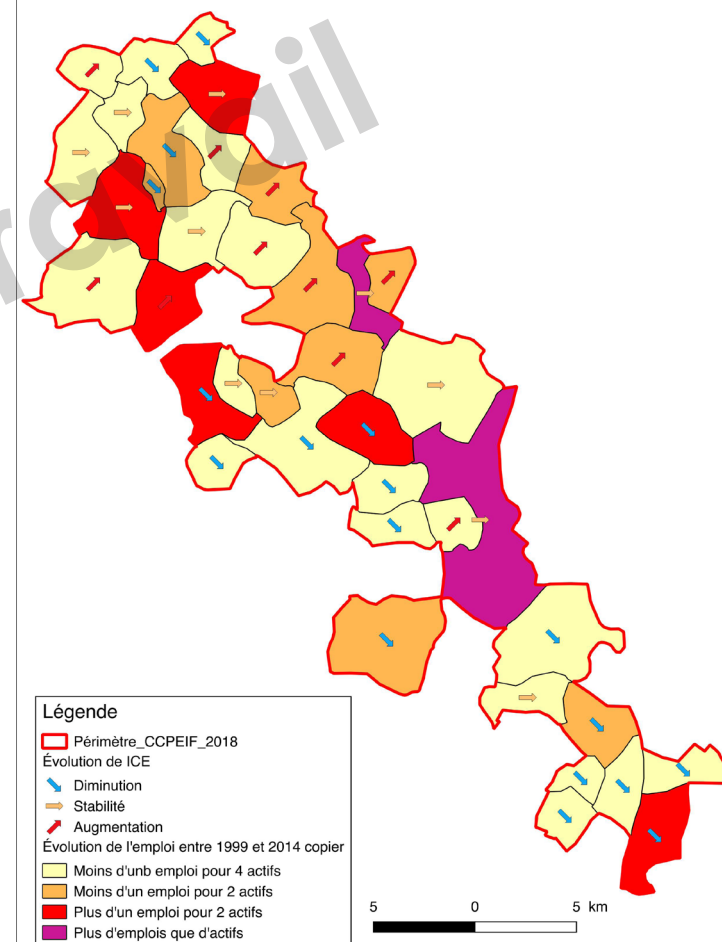 ravail
Légende
Périmètre_CCPEIF_2018
Évolution de ICE
Diminution
Stabilité
Augmentation
Évolution de l'emploi entre 1999 et 2014 copier
Moins d'unb emploi pour 4 actifs
Moins d'un emploi pour 2 actifs
Plus d'un emploi pour 2 actifs
Plus d'emplois que d'actifs
5 0 5 km